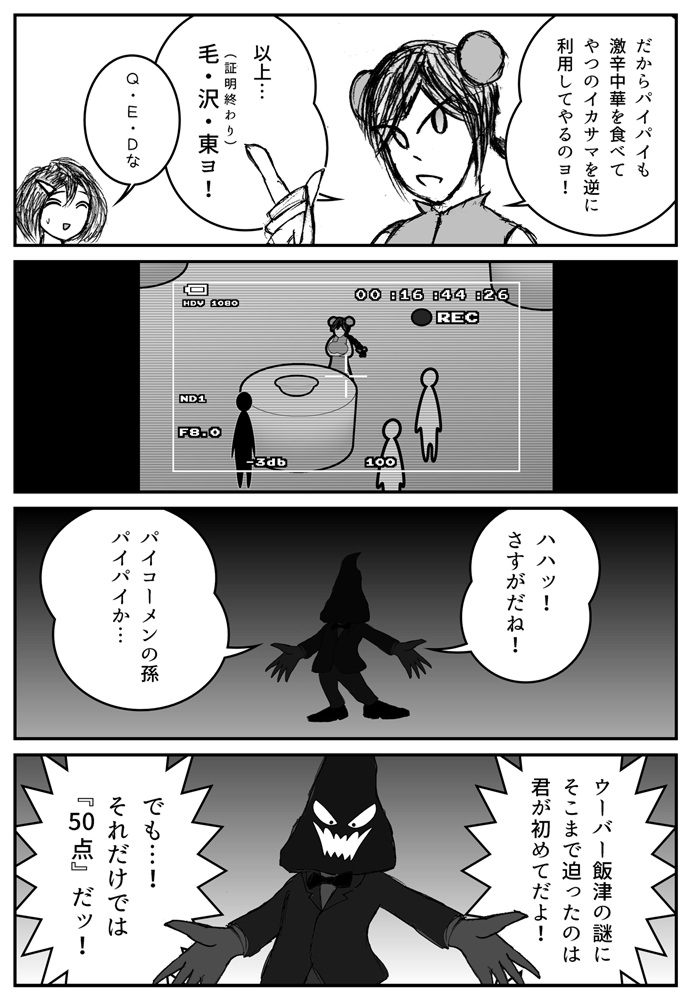 だからパイパイも
激辛中華を食べて
やつのイカサマを逆に
利用してやるのヨ!
以上…
(証明終わり)
毛・沢・東ヨ!
Q・E・Dな
HDV 1080
00:16:44:26
REC
ND1
F8.0
-3db
100
ハハッ!
さすがだね!
パイコーメンの孫
パイパイか…
ウーバー飯津の謎に
そこまで迫ったのは
君が初めてだよ!
でも…!
それだけでは
『50点』だッ!